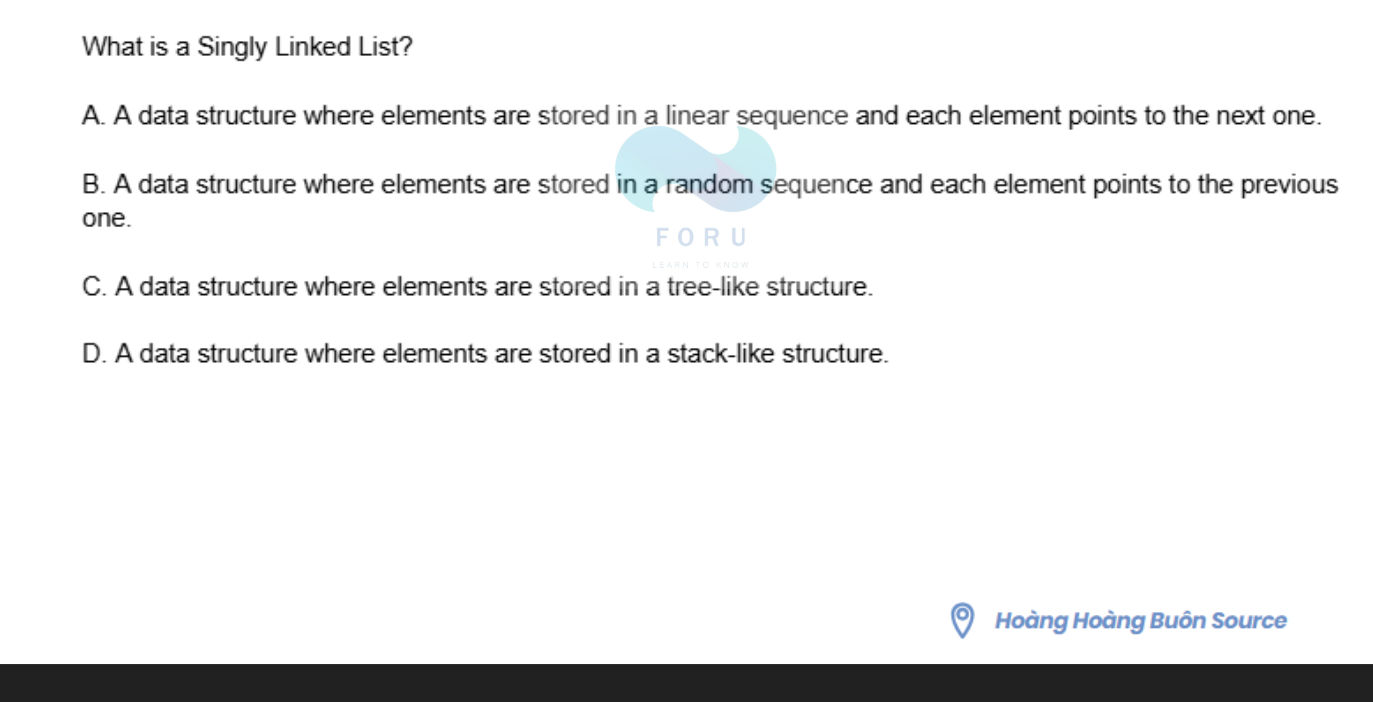 What is a Singly Linked List?
A. A data structure where elements are stored in a linear sequence and each element points to the next one.
B. A data structure where elements are stored in a random sequence and each element points to the previous
one.
FORU
LEARN TO KNOW
C. A data structure where elements are stored in a tree-like structure.
D. A data structure where elements are stored in a stack-like structure.
Hoàng Hoàng Buôn Source